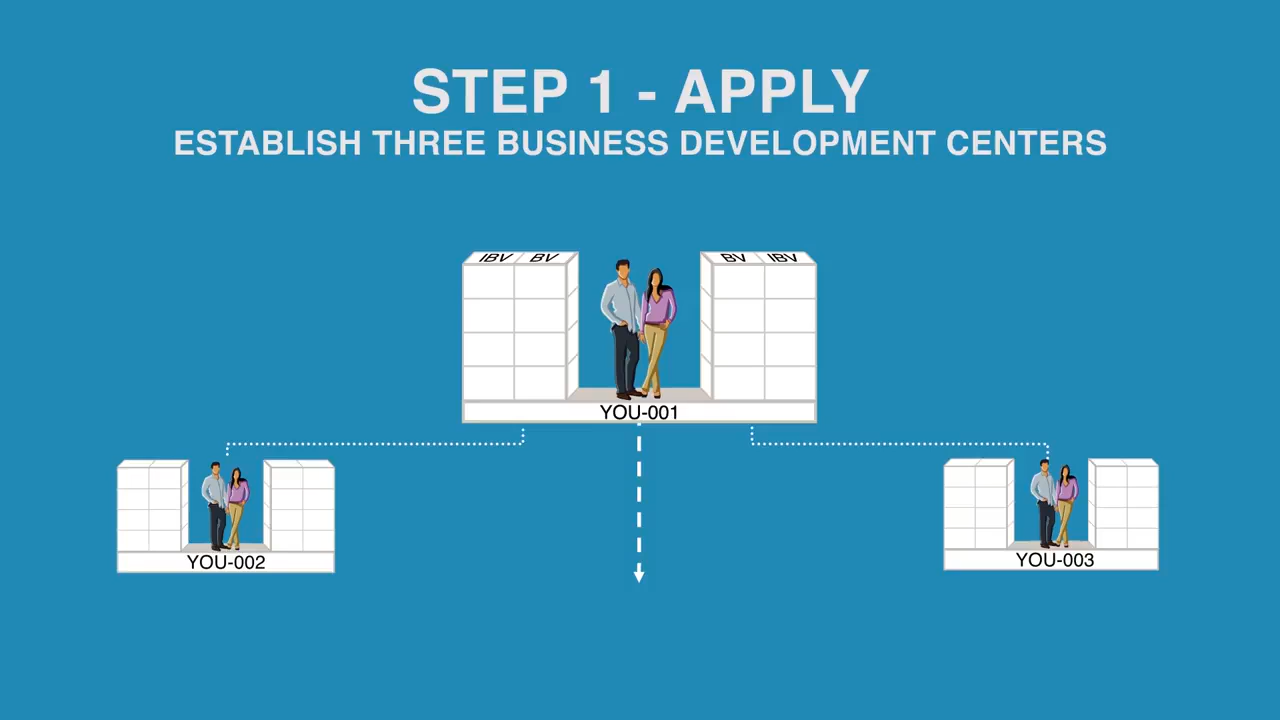 STEP 1 - APPLY
ESTABLISH THREE BUSINESS DEVELOPMENT CENTERS
IBV BV BV IBV
YOU-001
YOU-002 YOU-003